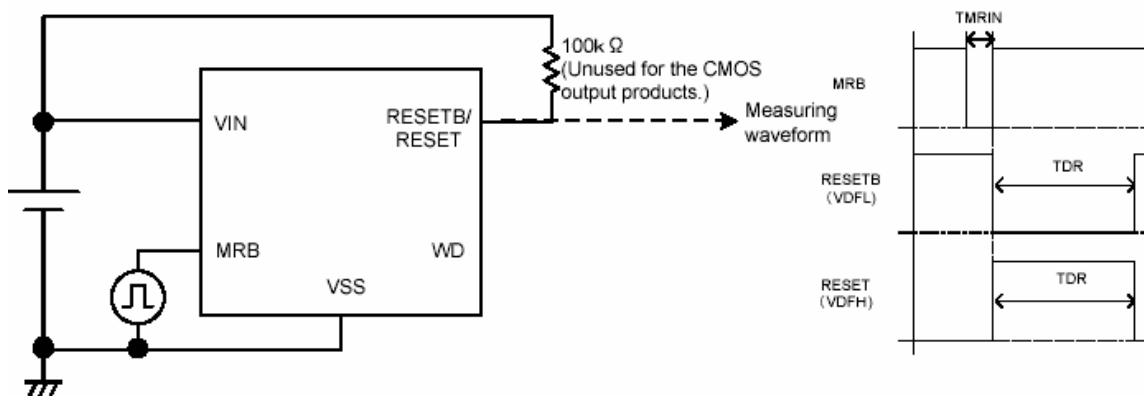 100k Ω
(Unused for the CMOS
output products.)
VIN
RESETB/
RESET
Measuring
waveform
MRB
WD
VSS
TMRIN
MRB
RESETB
(VDFL)
TDR
RESET
(VDFH)
TDR